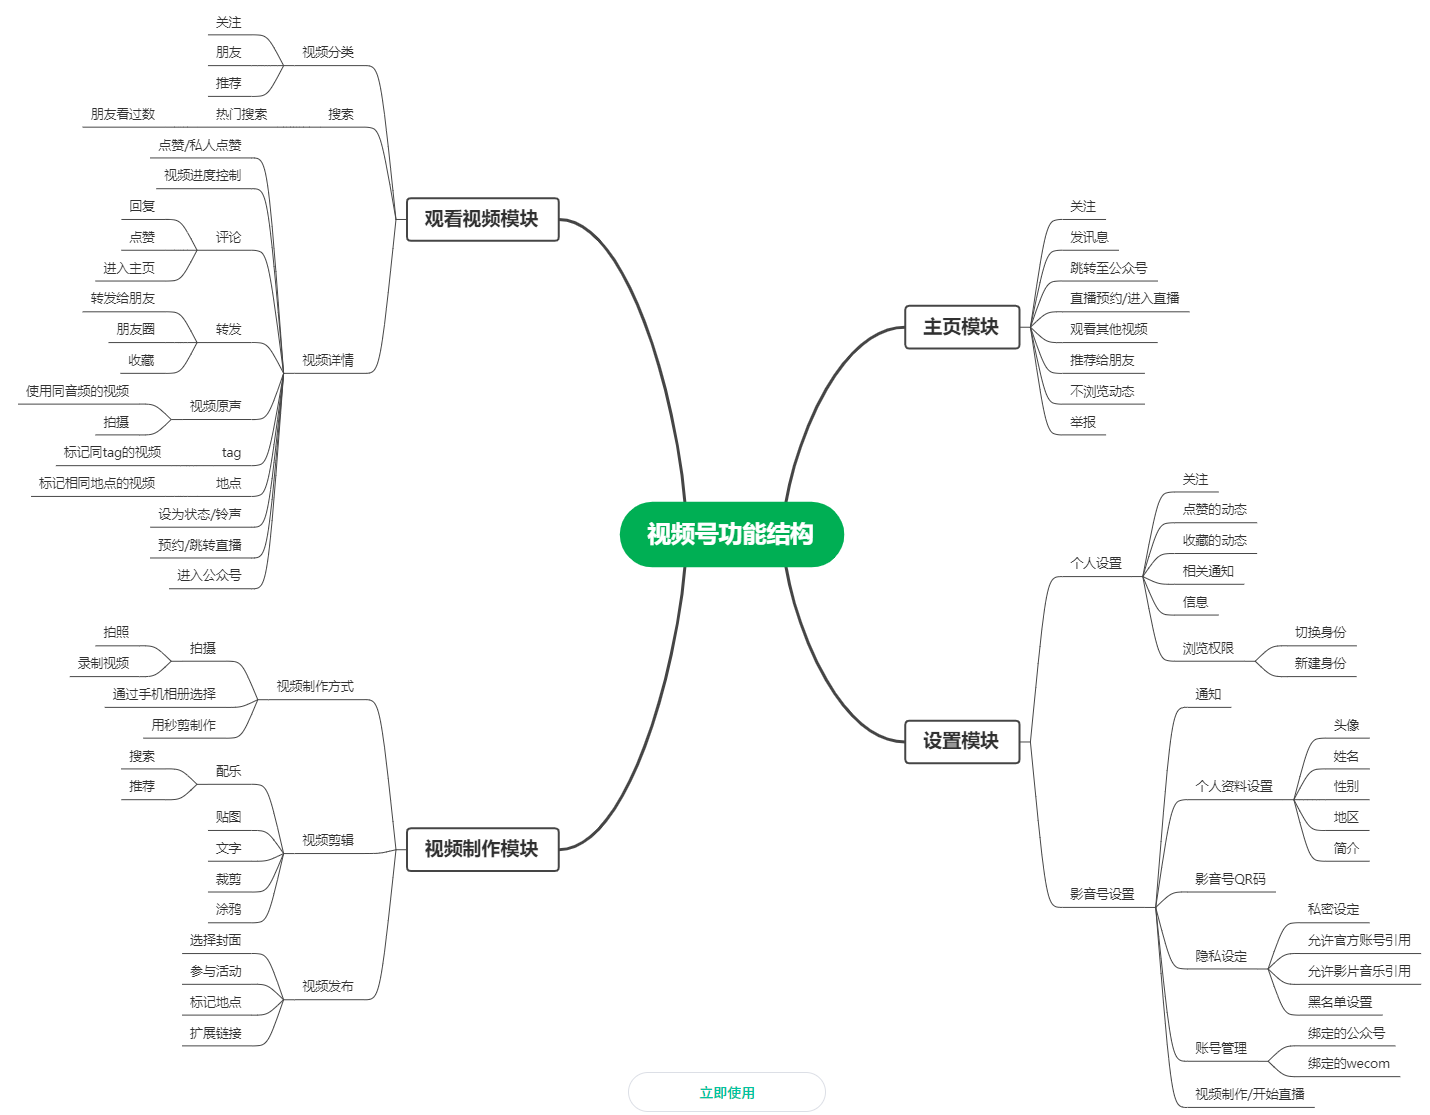 视频号功能结构
观看视频模块
视频分类
关注
朋友
推荐
搜索
热门搜索
朋友看过数
视频详情
点赞/私人点赞
视频进度控制
评论
回复
点赞
进入主页
转发
转发给朋友
朋友圈
收藏
视频原声
使用同音频的视频
拍摄
tag
标记同tag的视频
地点
标记相同地点的视频
设为状态/铃声
预约/跳转直播
进入公众号
视频制作模块
视频制作方式
拍摄
拍照
录制视频
通过手机相册选择
用秒剪制作
视频剪辑
配乐
搜索
推荐
贴图
文字
裁剪
涂鸦
视频发布
选择封面
参与活动
标记地点
扩展链接
主页模块
关注
发讯息
跳转至公众号
直播预约/进入直播
观看其他视频
推荐给朋友
不浏览动态
举报
设置模块
个人设置
关注
点赞的动态
收藏的动态
相关通知
信息
浏览权限
切换身份
新建身份
影音号设置
通知
个人资料设置
头像
姓名
性别
地区
简介
影音号QR码
隐私设定
私密设定
允许官方账号引用
允许影片音乐引用
黑名单设置
账号管理
绑定的公众号
绑定的wecom
视频制作/开始直播
立即使用